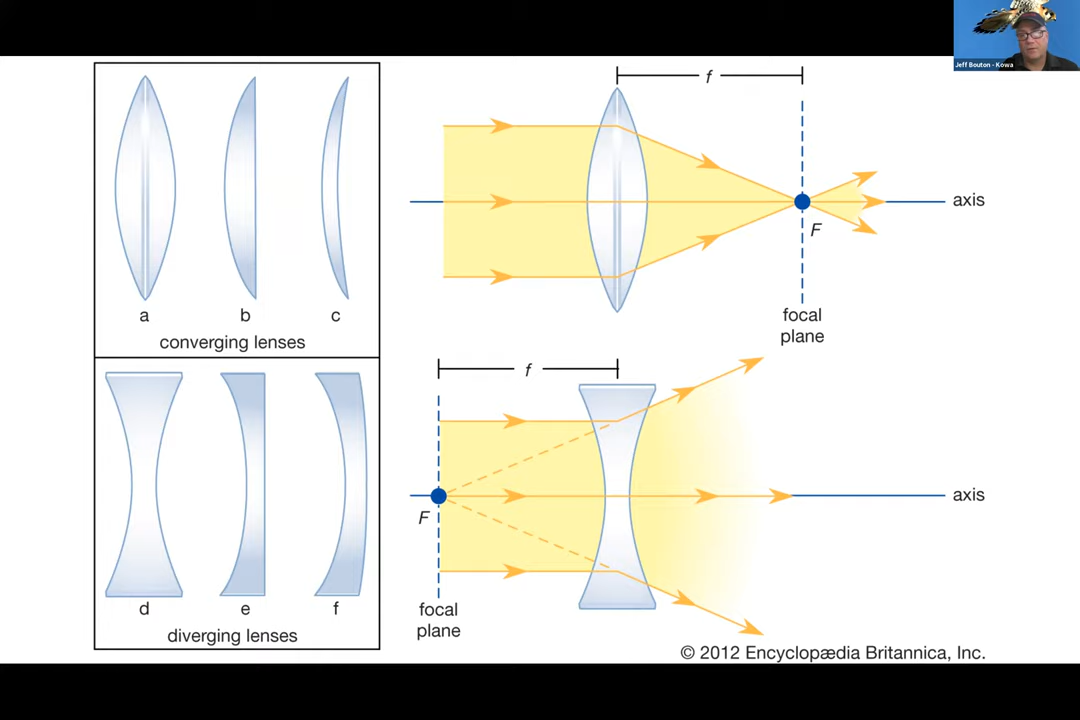 Jeff Bouton - Kowa
a b c
converging lenses
d e f
diverging lenses
f
axis
F
focal
plane
f
axis
F
focal
plane
© 2012 Encyclopædia Britannica, Inc.